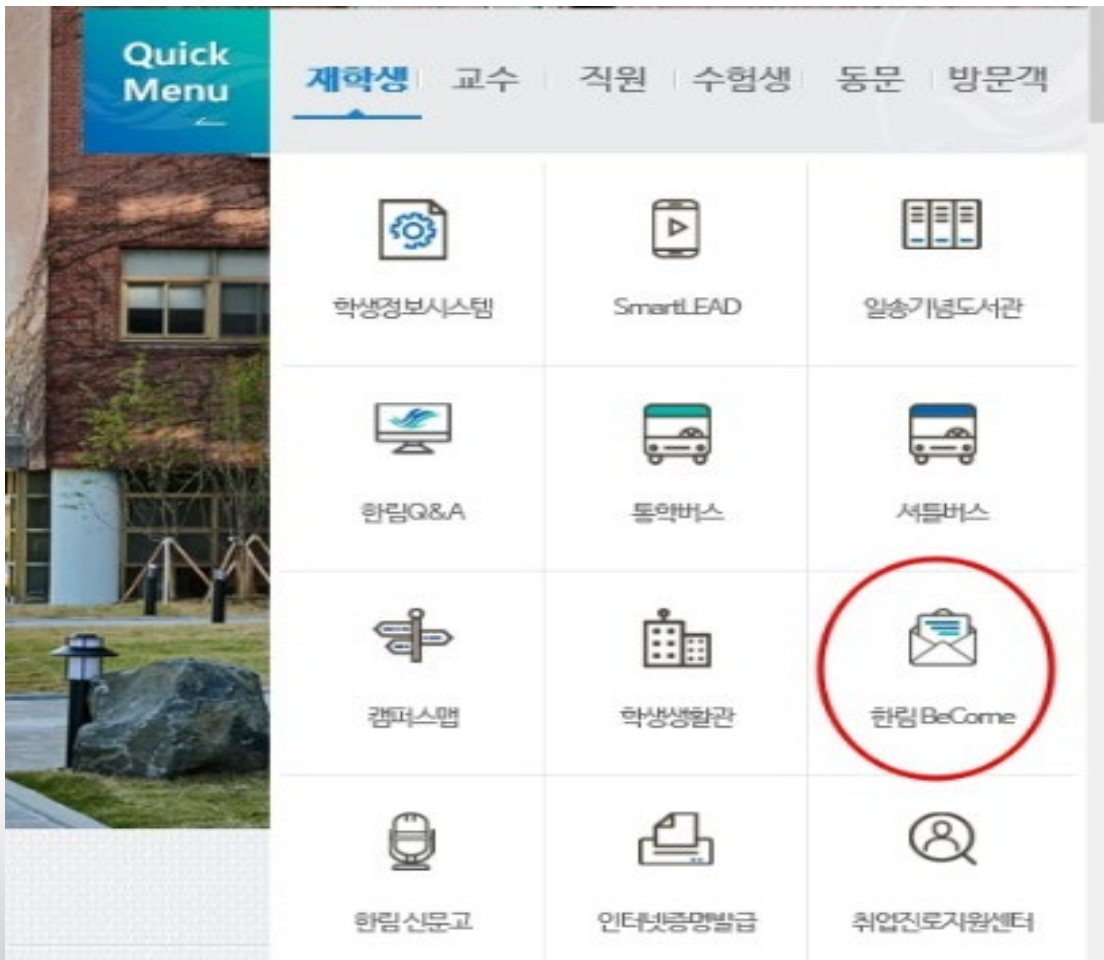 Quick
Menu
재학생 교수 직원 수험생 동문 방문객
학생정보시스템 SmartLEAD 일송기념도서관
한림Q&A 통학버스 셔틀버스
캠퍼스맵 학생생활관 한림 BeCome
한림 신문고 인터넷증명발급 취업진로지원센터